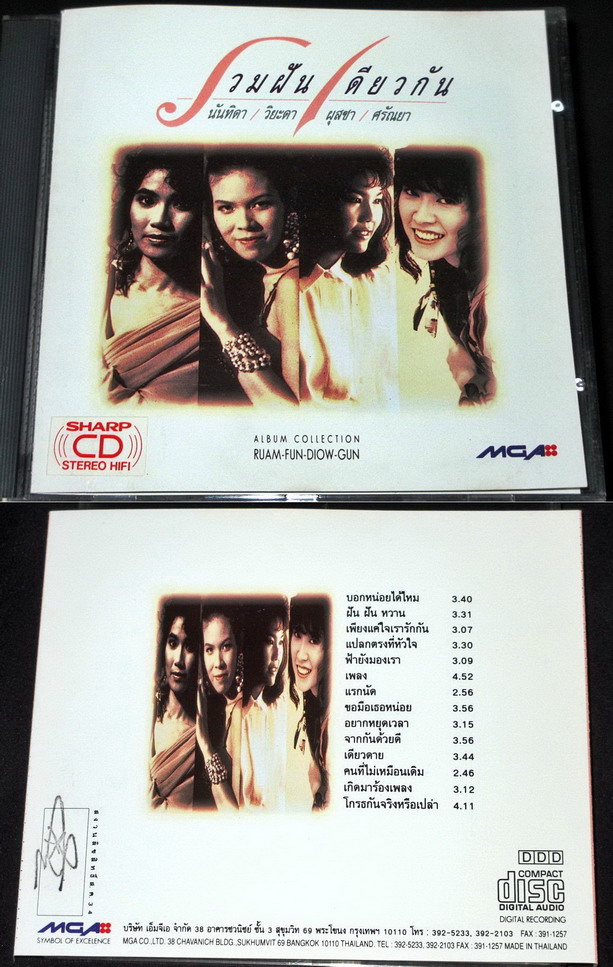 รวมฝัน เดียวกัน
นันทิดา / วิยะดา / ผุสชา / ศรัณยา
SHARP
CD
STEREO HIFI
ALBUM COLLECTION
RUAM-FUN-DIOW-GUN
MGA
บอกหน่อยได้ไหม 3.40
ฝัน ฝัน หวาน 3.31
เพียงแค่ใจเรารักกัน 3.07
แปลกตรงที่หัวใจ 3.30
ฟ้ายังมองเรา 3.09
เพลง 4.52
แรกนัด 2.56
ขอมือเธอหน่อย 3.56
อยากหยุดเวลา 3.15
จากกันด้วยดี 3.56
เดียวดาย 3.44
คนที่ไม่เหมือนเดิม 2.46
เกิดมาร้องเพลง 3.12
โกรธกันจริงหรือเปล่า 4.11
สงวนลิขสิทธิ์ ส.ค. 34
DDD
COMPACT
disc
DIGITAL AUDIO
DIGITAL RECORDING
MGA
SYMBOL OF EXCELENCE
บริษัท เอ็มจีเอ จำกัด 38 อาคารชวนิชย์ ชั้น 3 สุขุมวิท 69 พระโขนง กรุงเทพฯ 10110 โทร : 392-5233, 392-2103 FAX : 391-1257
MGA CO.,LTD. 38 CHAVANICH BLDG.,SUKHUMVIT 69 BANGKOK 10110 THAILAND. TEL : 392-5233, 392-2103 FAX : 391-1257 MADE IN THAILAND